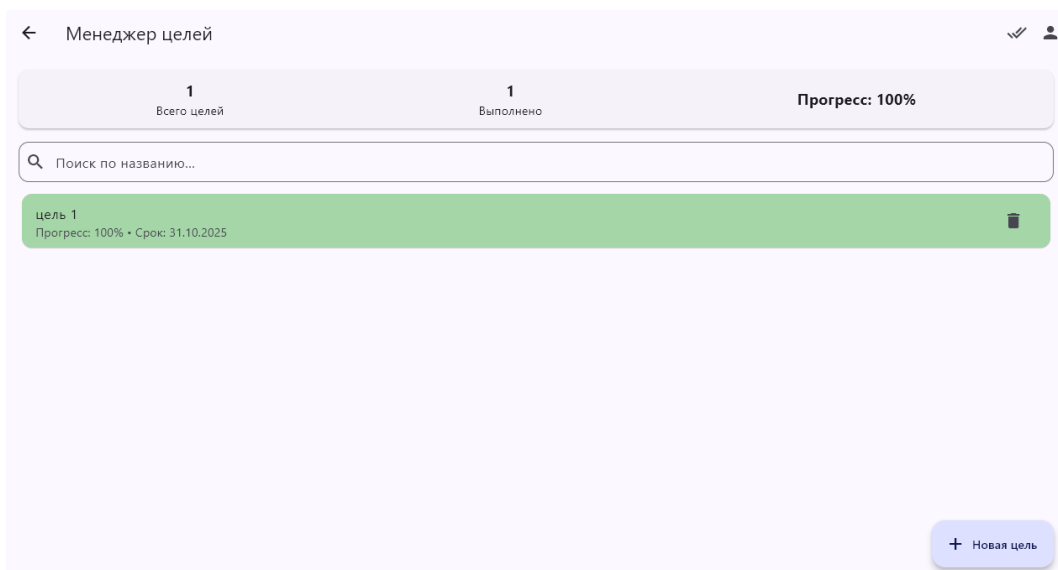 Менеджер целей
1
Всего целей
1
Выполнено
Прогресс: 100%
Поиск по названию...
цель 1
Прогресс: 100% • Срок: 31.10.2025
Новая цель